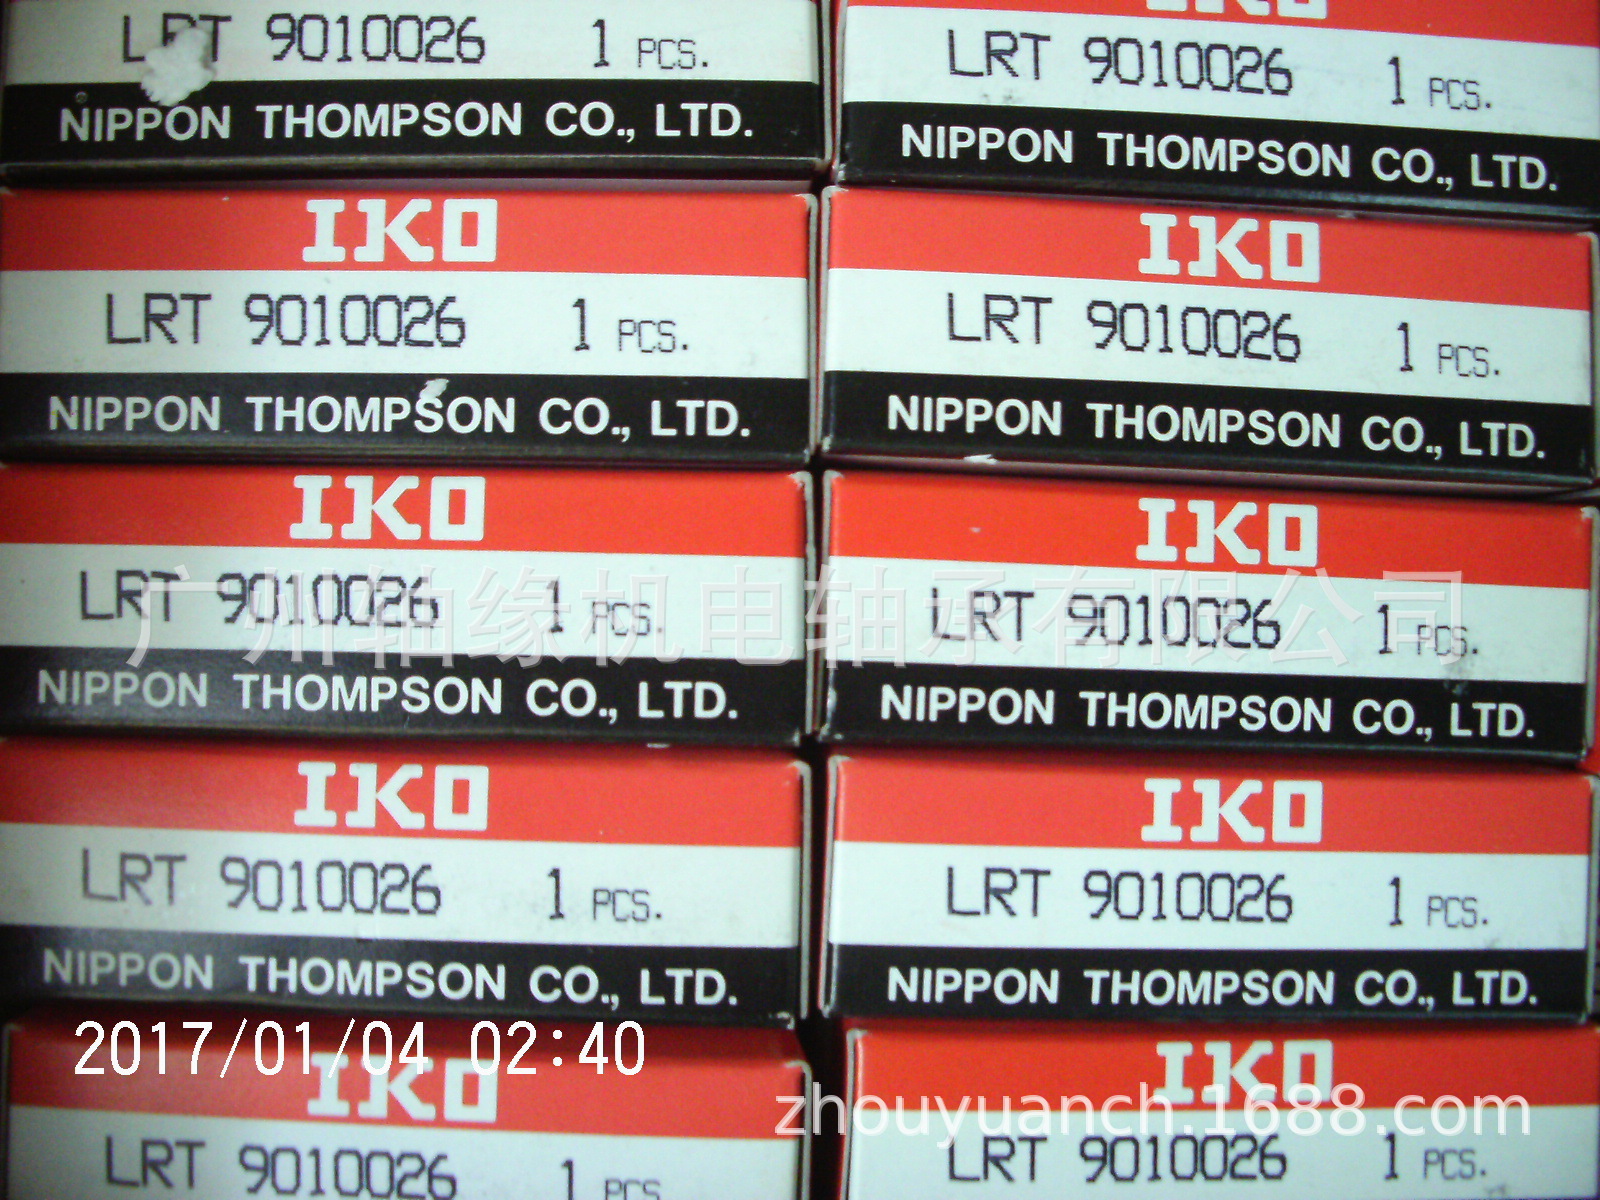 LRT 9010026 1 PCS.
NIPPON THOMPSON CO., LTD.
IKO
LRT 9010026 1 PCS.
NIPPON THOMPSON CO., LTD.
IKO
LRT 9010026 1 PCS.
NIPPON THOMPSON CO., LTD.
IKO
LRT 9010026 1 PCS.
NIPPON THOMPSON CO., LTD.
IKO
LRT 9010026 1 PCS.
IKO
LRT 9010026 1 PCS.
NIPPON THOMPSON CO., LTD.
IKO
LRT 9010026 1 PCS.
NIPPON THOMPSON CO., LTD.
IKO
LRT 9010026 1 PCS.
NIPPON THOMPSON CO., LTD.
IKO
LRT 9010026 1 PCS.
NIPPON THOMPSON CO., LTD.
IKO
LRT 9010026 1 PCS.
广州轴缘机电轴承有限公司
2017/01/04 02:40
zhouyuanch.1688.com